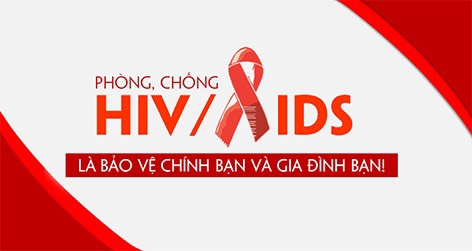 PHÒNG, CHỐNG
HIV/AIDS
LÀ BẢO VỆ CHÍNH BẠN VÀ GIA ĐÌNH BẠN!